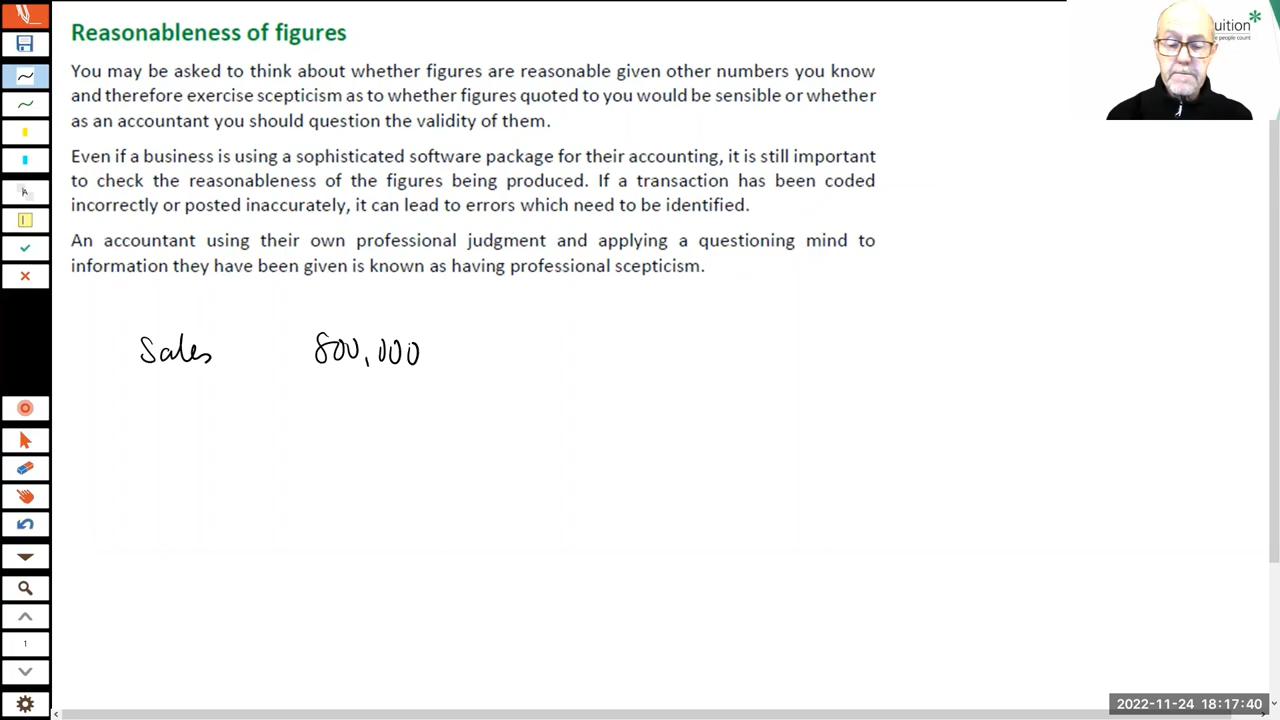 Reasonableness of figures
uition
e people count
You may be asked to think about whether figures are reasonable given other numbers you know
and therefore exercise scepticism as to whether figures quoted to you would be sensible or whether
as an accountant you should question the validity of them.
Even if a business is using a sophisticated software package for their accounting, it is still important
to check the reasonableness of the figures being produced. If a transaction has been coded
incorrectly or posted inaccurately, it can lead to errors which need to be identified.
An accountant using their own professional judgment and applying a questioning mind to
information they have been given is known as having professional scepticism.
Sales 800,000
A
1
2022-11-24 18:17:40